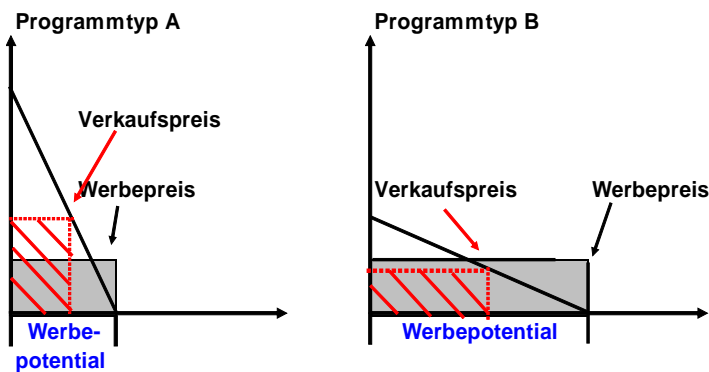 Programmtyp A
Verkaufspreis
Werbepreis
Werbe-
potential
Programmtyp B
Verkaufspreis
Werbepreis
Werbepotential